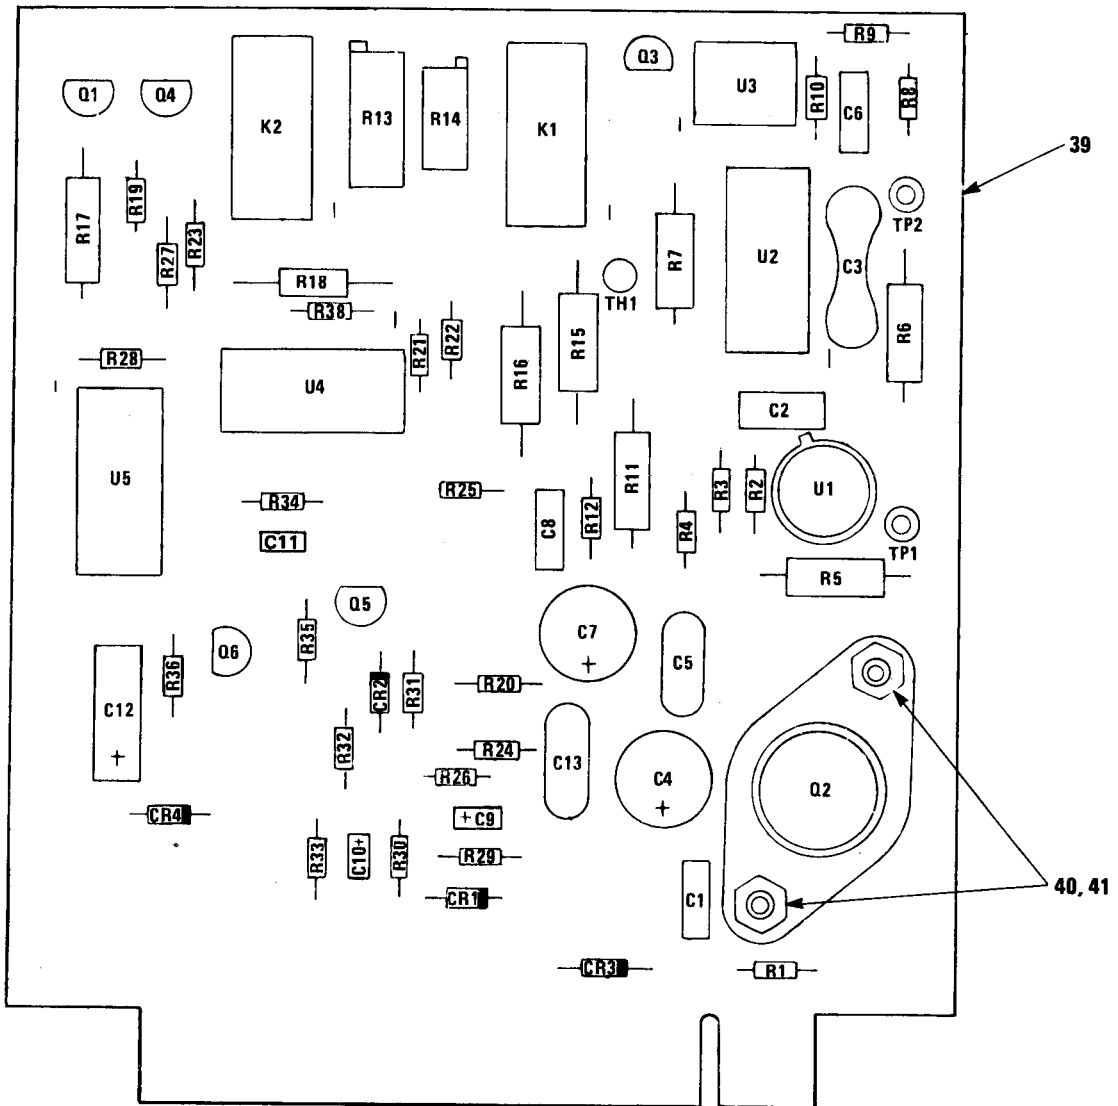 R9
Q3
U3
Q1
Q4
R10
R8
C6
R13
R14
K2
K1
39
R19
TP2
R17
R23
R27
R7
U2
C3
R18
TH1
R38
R22
R21
R15
R6
R28
R16
U4
C2
R11
U5
R25
R3
R2
U1
R34
C8
R12
R4
TP1
C11
R5
Q5
C7
+
R35
Q6
C5
R36
CR2
R31
R20
C12
+
R32
R24
C13
R26
C4
+
Q2
CR4
+ C9
R33
C10+
R30
R29
40, 41
CR1
C1
CR3
R1